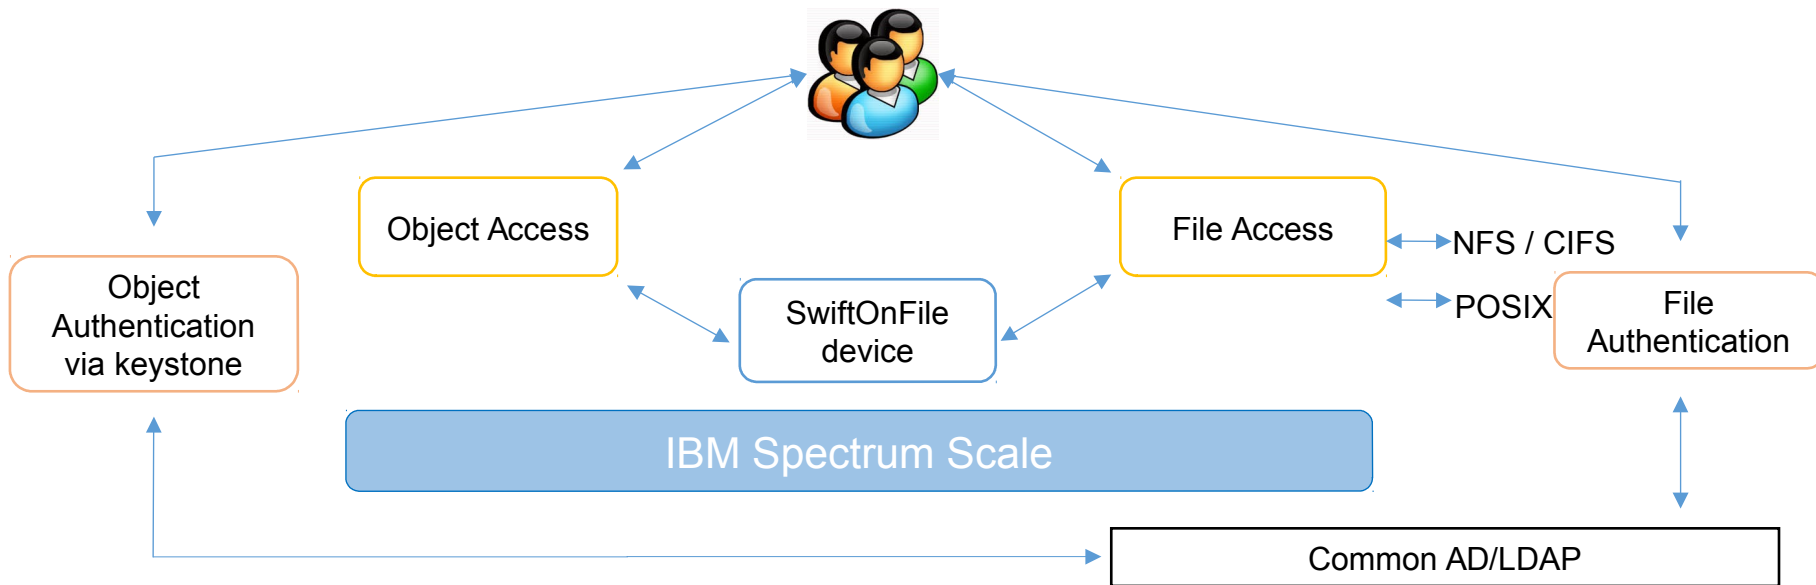 Object Access
File Access
NFS / CIFS
POSIX
Object
Authentication
via keystone
SwiftOnFile
device
File
Authentication
IBM Spectrum Scale
Common AD/LDAP